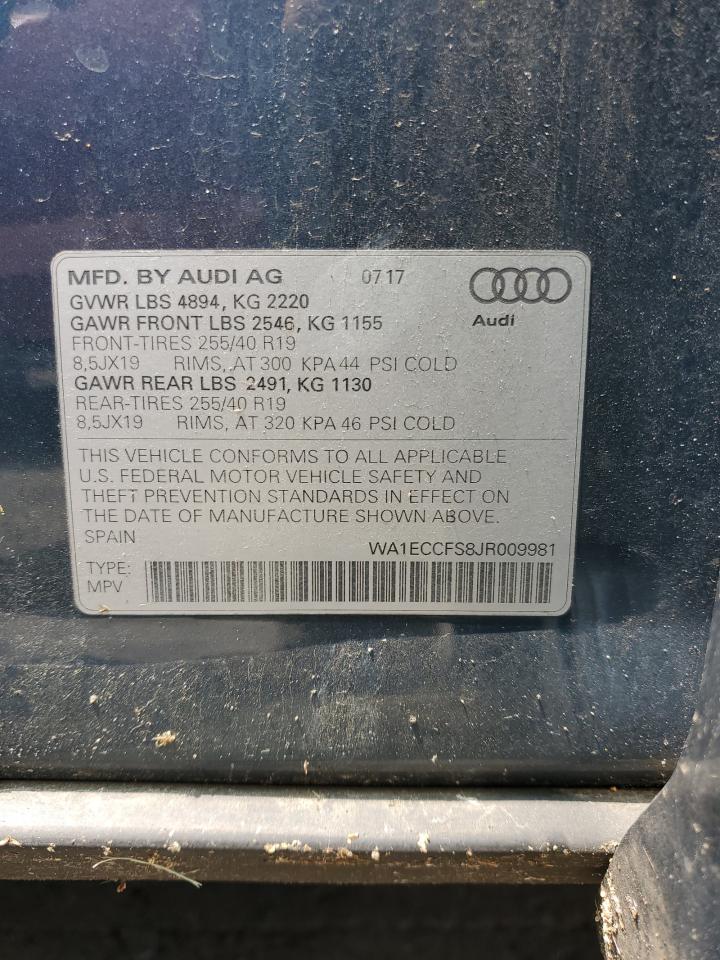 MFD. BY AUDI AG 07 17
GVWR LBS 4894, KG 2220
GAWR FRONT LBS 2546, KG 1155
Audi
FRONT-TIRES 255/40 R19
8,5JX19 RIMS, AT 300 KPA 44 PSI COLD
GAWR REAR LBS 2491, KG 1130
REAR-TIRES 255/40 R19
8,5JX19 RIMS, AT 320 KPA 46 PSI COLD
THIS VEHICLE CONFORMS TO ALL APPLICABLE
U.S. FEDERAL MOTOR VEHICLE SAFETY AND
THEFT PREVENTION STANDARDS IN EFFECT ON
THE DATE OF MANUFACTURE SHOWN ABOVE.
SPAIN
WA1ECCFS8JR009981
TYPE:
MPV